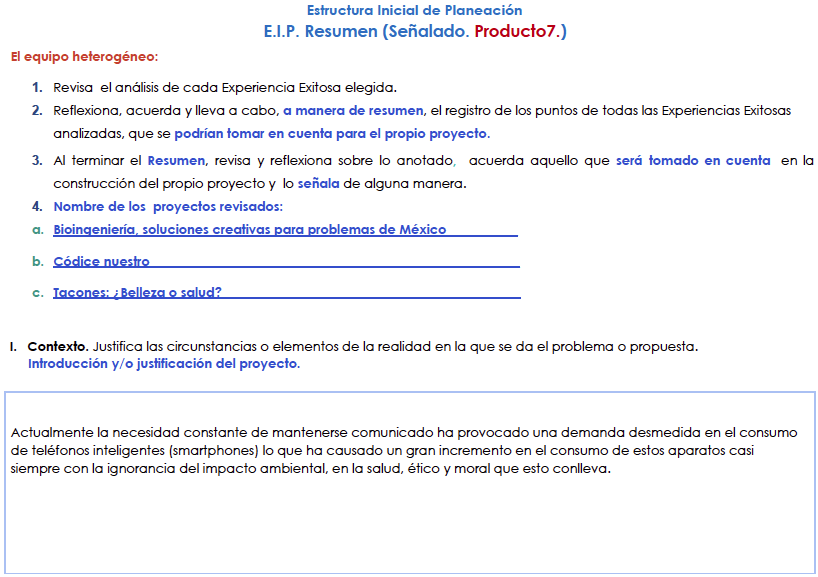 Estructura Inicial de Planeación
E.I.P. Resumen (Señalado. Producto7.)
El equipo heterogéneo:
1. Revisa el análisis de cada Experiencia Exitosa elegida.
2. Reflexiona, acuerda y lleva a cabo, a manera de resumen, el registro de los puntos de todas las Experiencias Exitosas
analizadas, que se podrían tomar en cuenta para el propio proyecto.
3. Al terminar el Resumen, revisa y reflexiona sobre lo anotado, acuerda aquello que será tomado en cuenta en la
construcción del propio proyecto y lo señala de alguna manera.
4. Nombre de los proyectos revisados:
a. Bioingeniería, soluciones creativas para problemas de México
b. Códice nuestro
c. Tacones: ¿Belleza o salud?
I. Contexto. Justifica las circunstancias o elementos de la realidad en la que se da el problema o propuesta.
Introducción y/o justificación del proyecto.
Actualmente la necesidad constante de mantenerse comunicado ha provocado una demanda desmedida en el consumo
de teléfonos inteligentes (smartphones) lo que ha causado un gran incremento en el consumo de estos aparatos casi
siempre con la ignorancia del impacto ambiental, en la salud, ético y moral que esto conlleva.